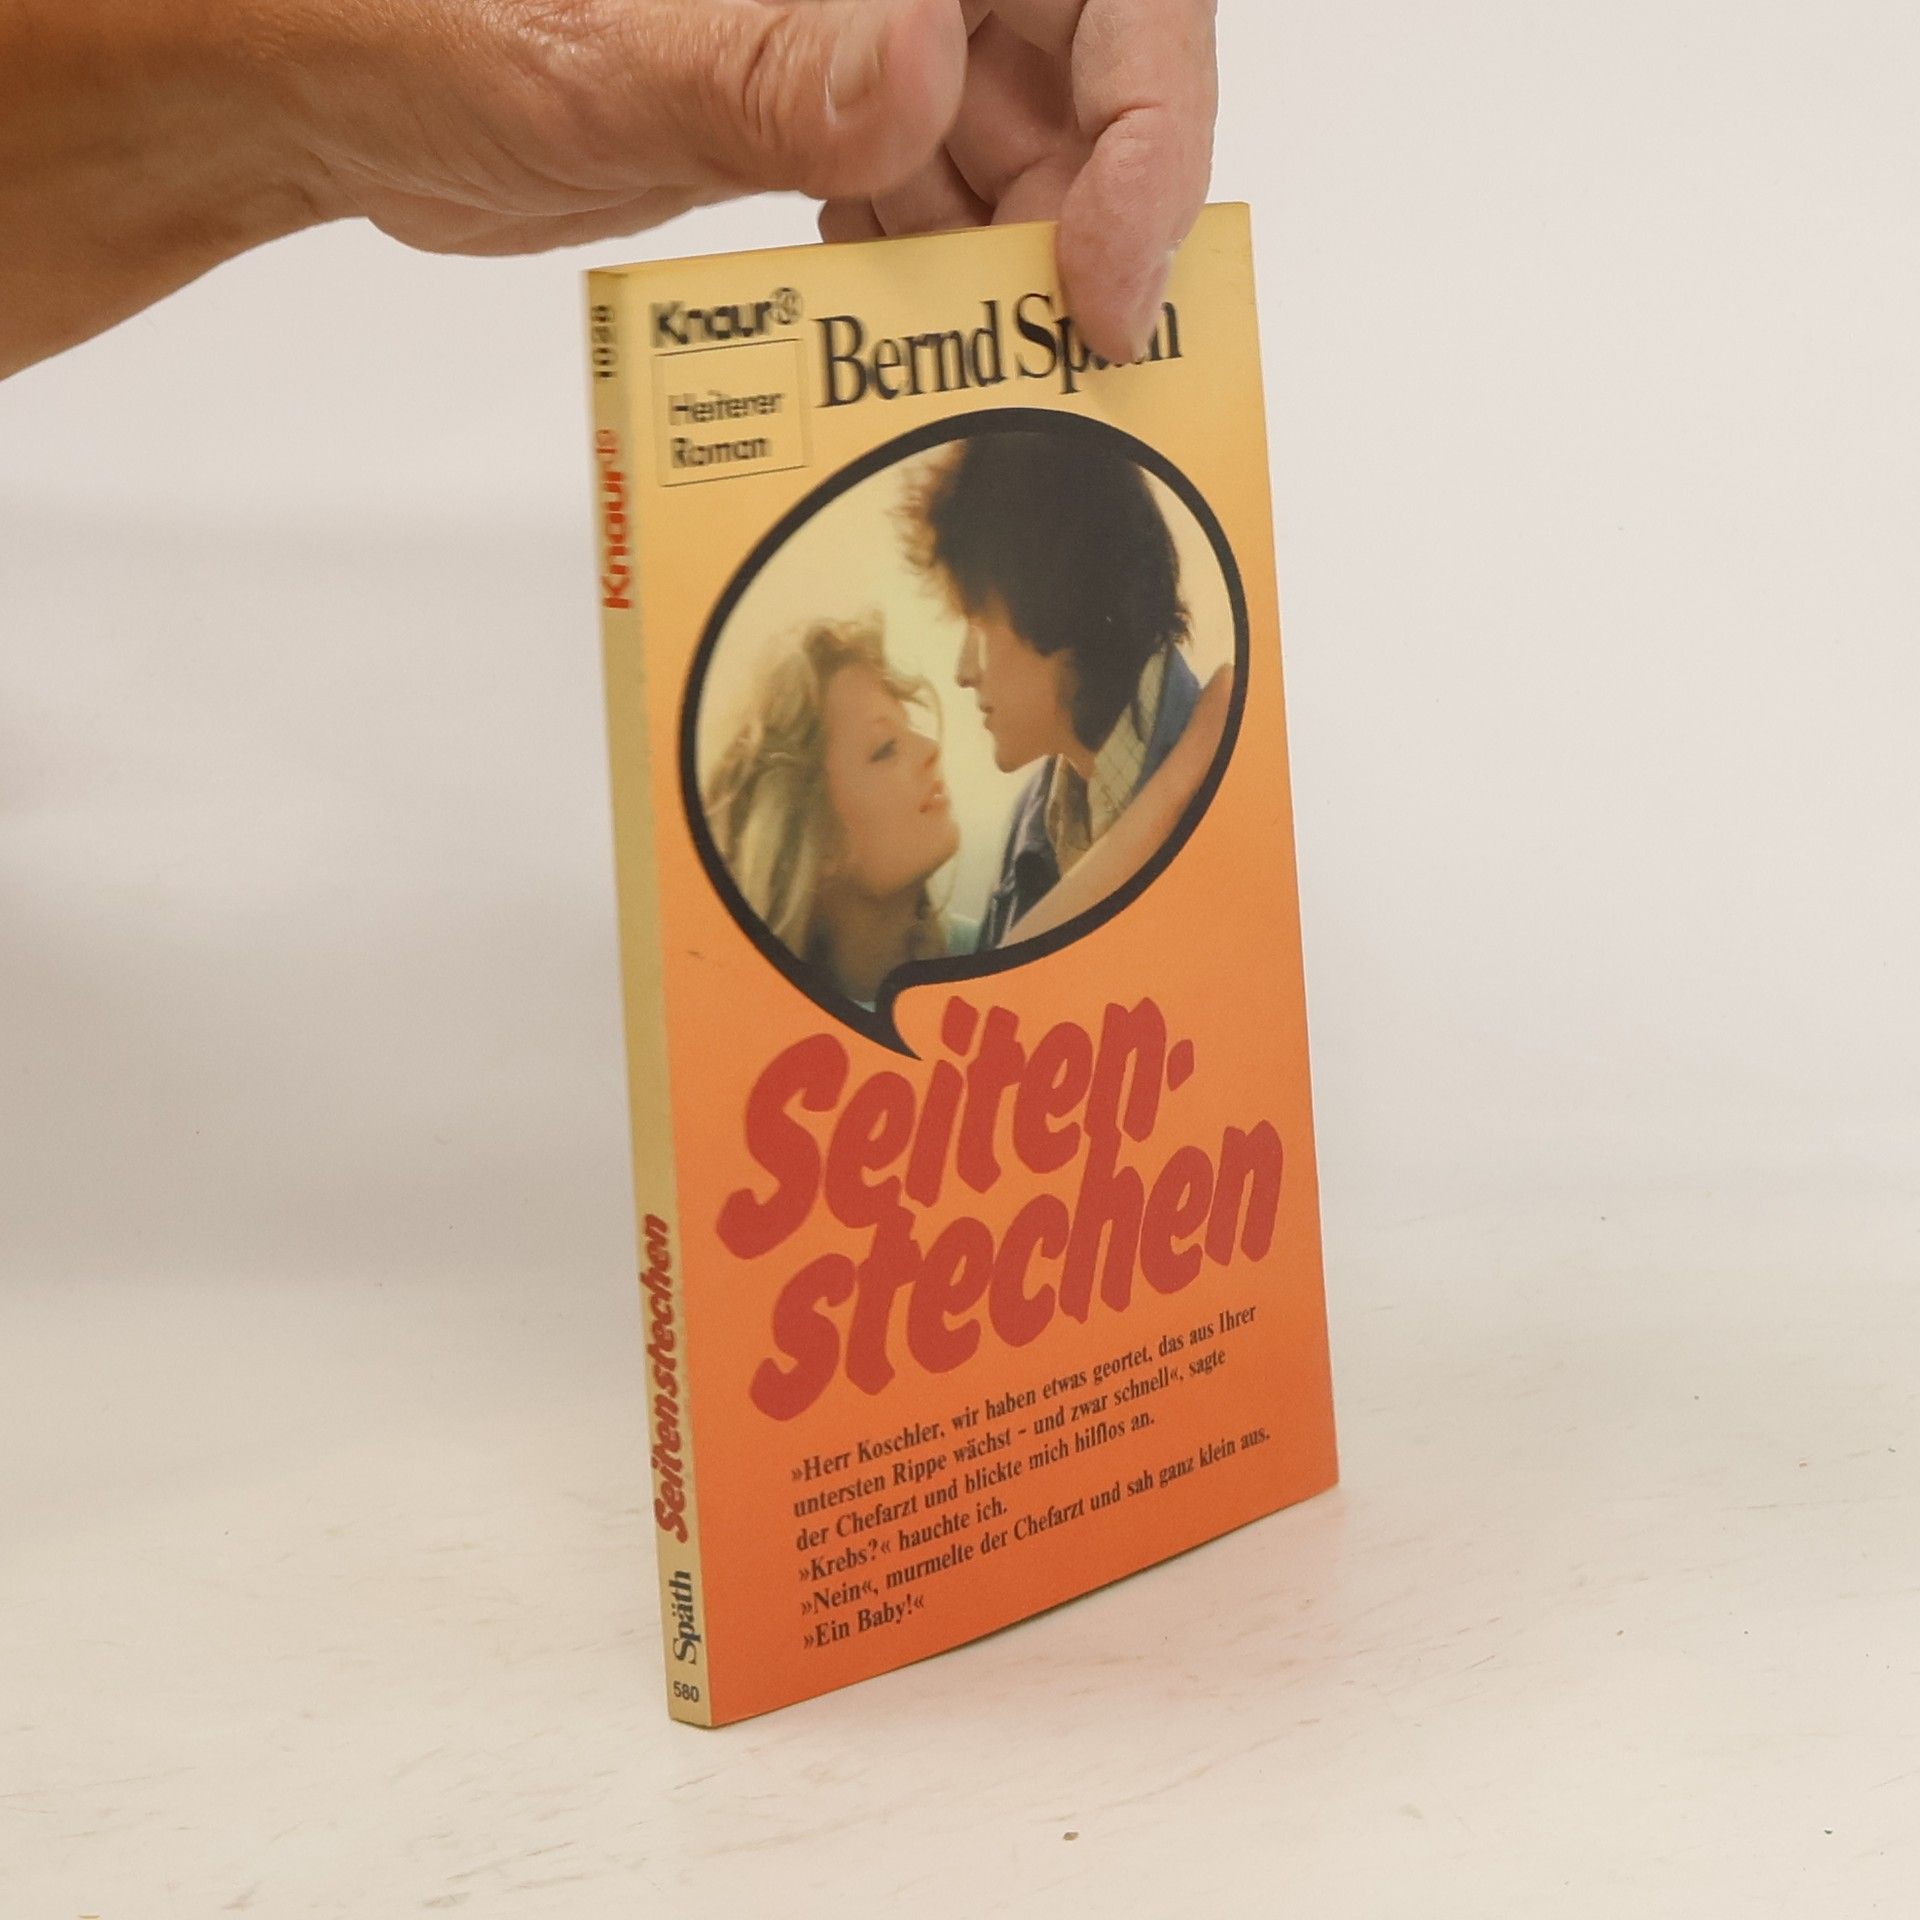 Knaur®
Heiterer
Roman
Bernd
Seiten-
stechen
»Herr Koschler, wir haben etwas geortet, das aus Ihrer
untersten Rippe wächst – und zwar schnell«, sagte
der Chefarzt und blickte mich hilflos an.
»Krebs?« hauchte ich.
»Nein«, murmelte der Chefarzt und sah ganz klein aus.
»Ein Baby!«
Knaur®
Seitenstechen
Späth
580